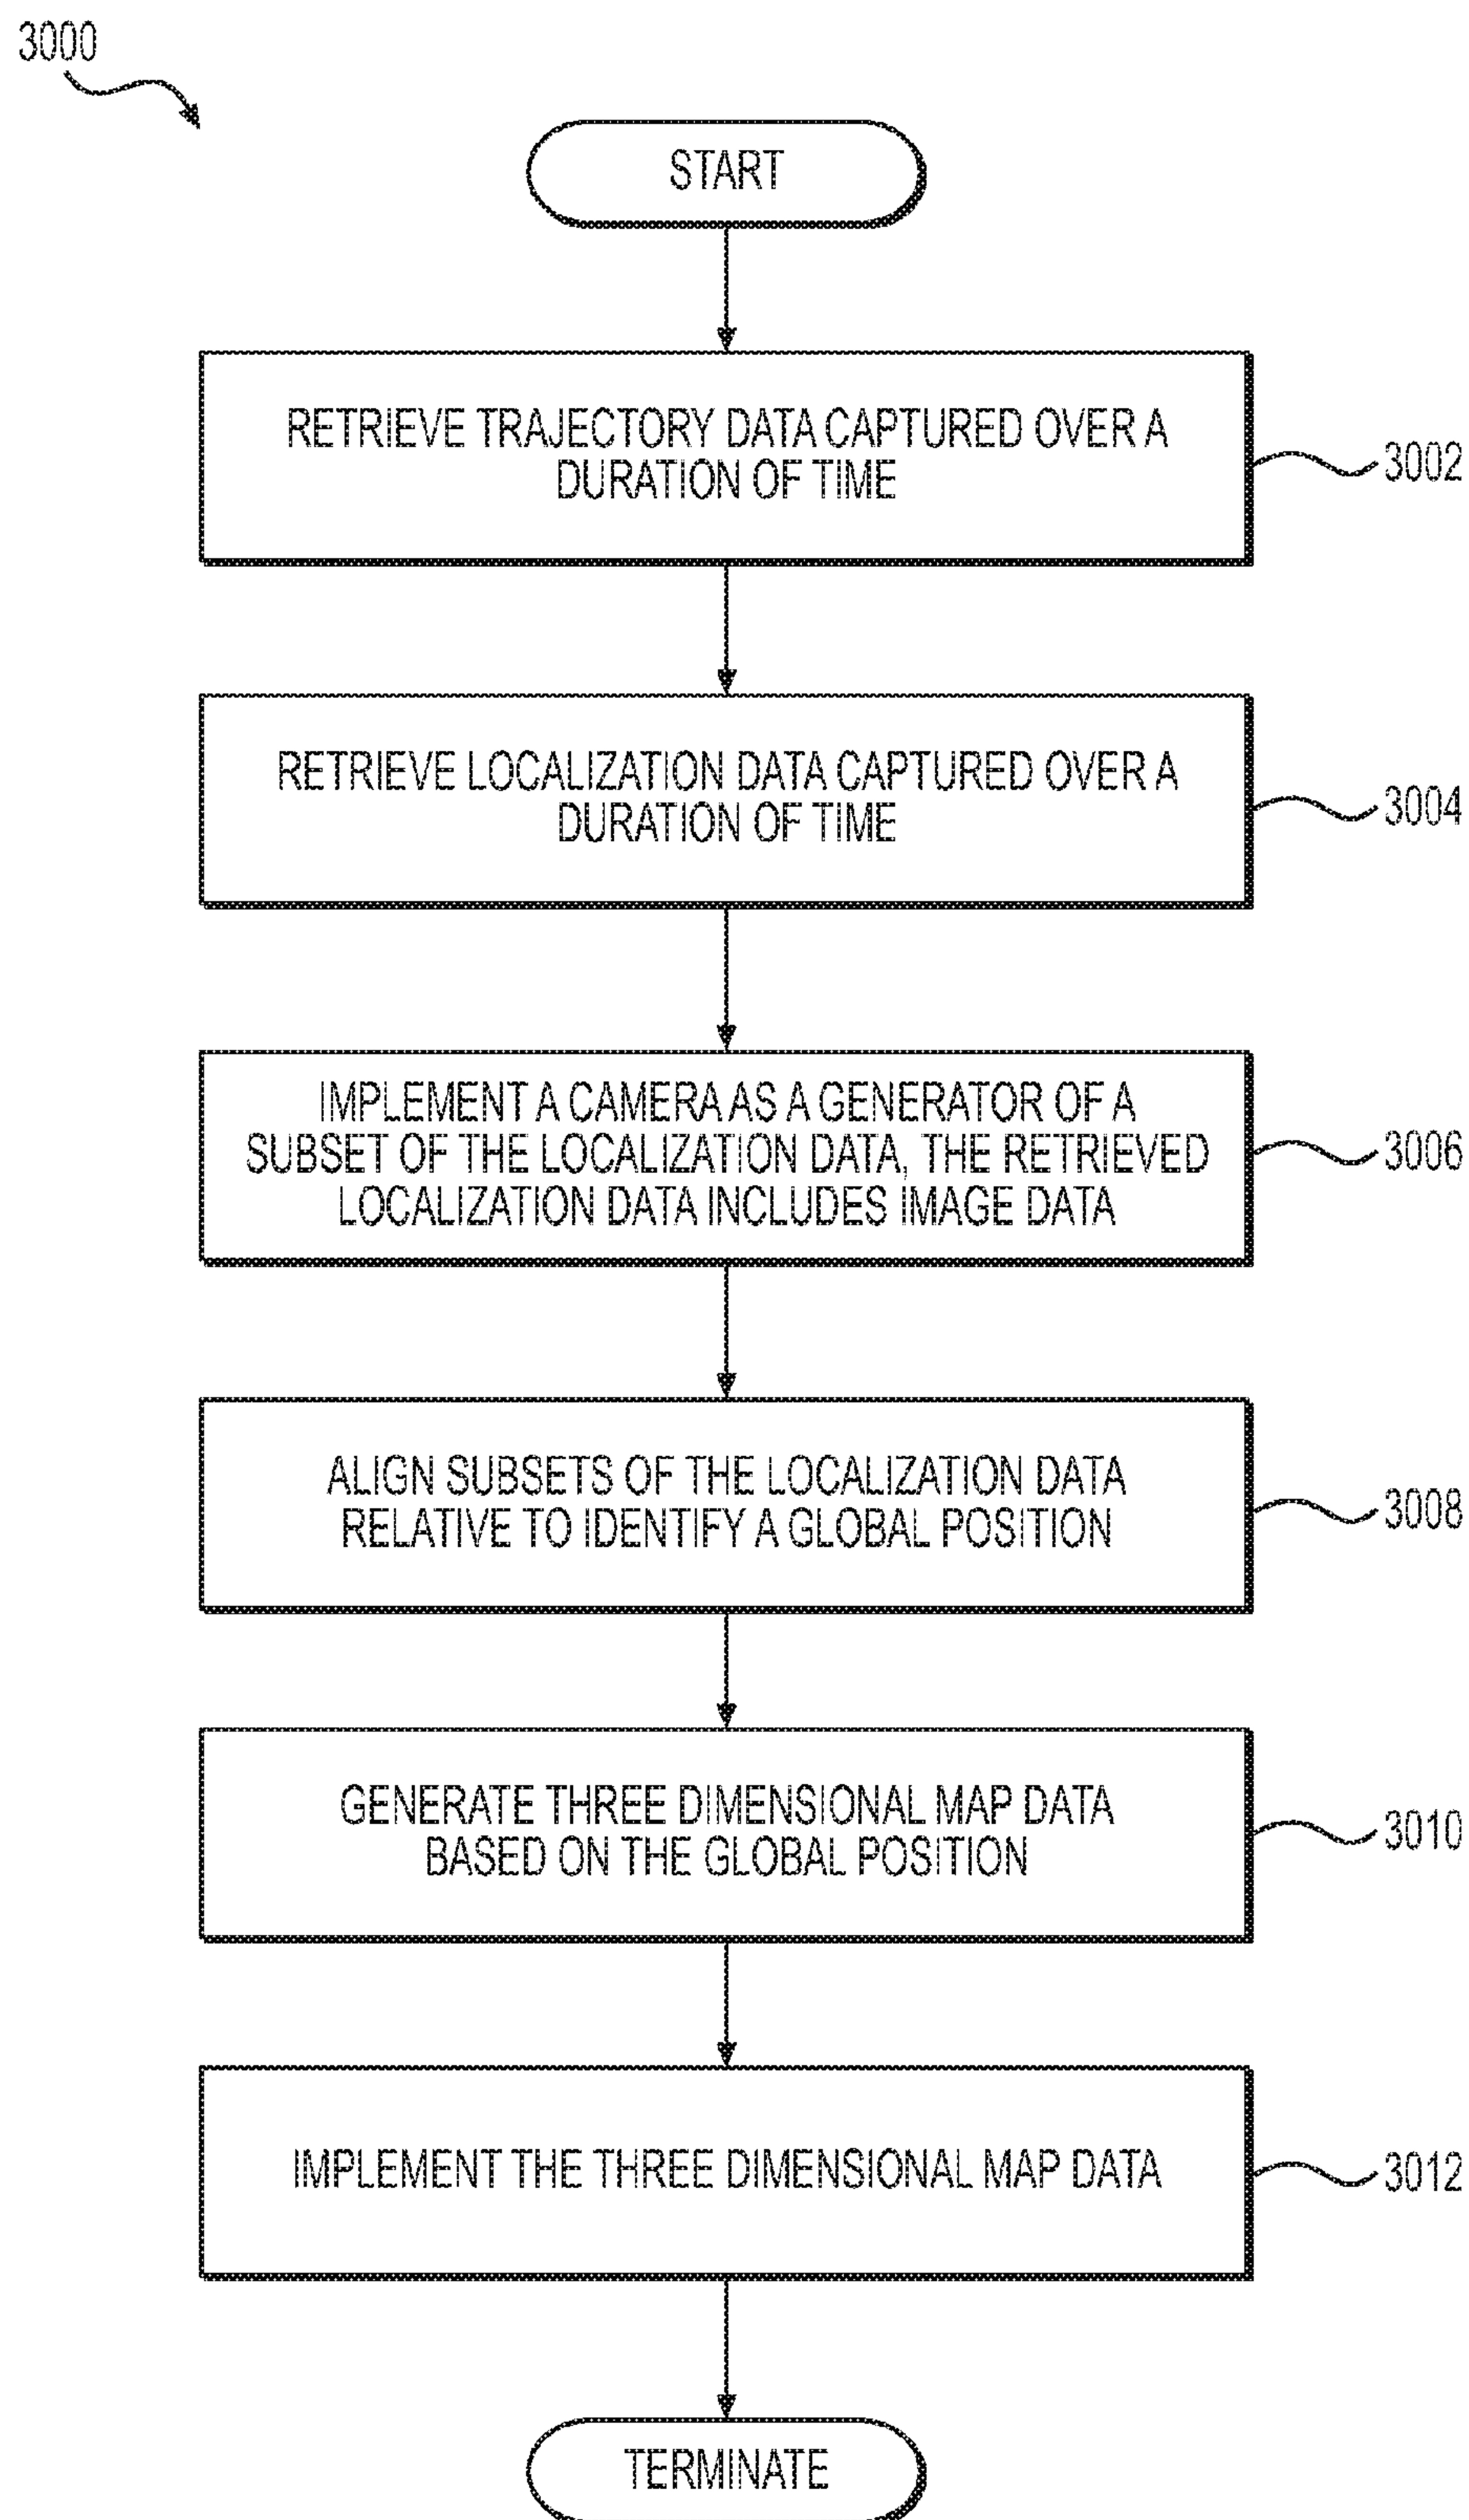 3000
START
RETRIEVE TRAJECTORY DATA CAPTURED OVER A
DURATION OF TIME
3002
RETRIEVE LOCALIZATION DATA CAPTURED OVER A
DURATION OF TIME
3004
IMPLEMENT A CAMERA AS A GENERATOR OF A
SUBSET OF THE LOCALIZATION DATA, THE RETRIEVED
LOCALIZATION DATA INCLUDES IMAGE DATA
3006
ALIGN SUBSETS OF THE LOCALIZATION DATA
RELATIVE TO IDENTIFY A GLOBAL POSITION
3008
GENERATE THREE DIMENSIONAL MAP DATA
BASED ON THE GLOBAL POSITION
3010
IMPLEMENT THE THREE DIMENSIONAL MAP DATA
3012
TERMINATE